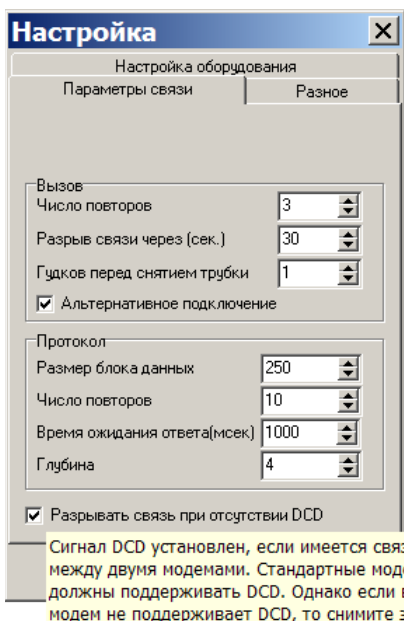 Настройка
Настройка оборудования
Параметры связи
Разное
Вызов
Число повторов 3
Разрыв связи через (сек.) 30
Гудков перед снятием трубки 1
Альтернативное подключение
Протокол
Размер блока данных 250
Число повторов 10
Время ожидания ответа(мсек) 1000
Глубина 4
Разрывать связь при отсутствии DCD
Сигнал DCD установлен, если имеется
между двумя модемами. Стандартные
должны поддерживать DCD. Однако если
модем не поддерживает DCD, то снимите